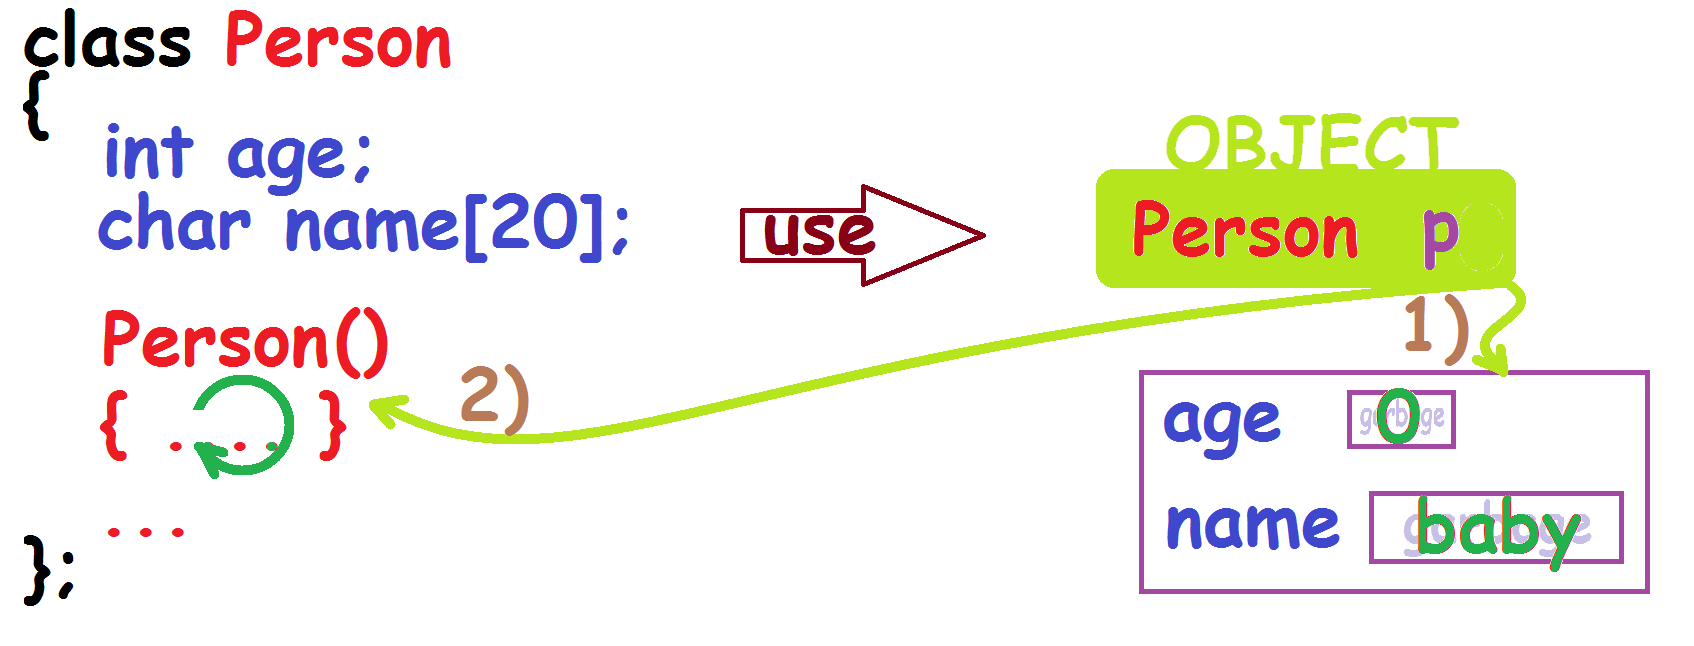 class Person
{
int age;
char name[20];
Person()
{ .... }
...
};
use
OBJECT
Person p
1)
2)
age garbage 0
name garbage baby